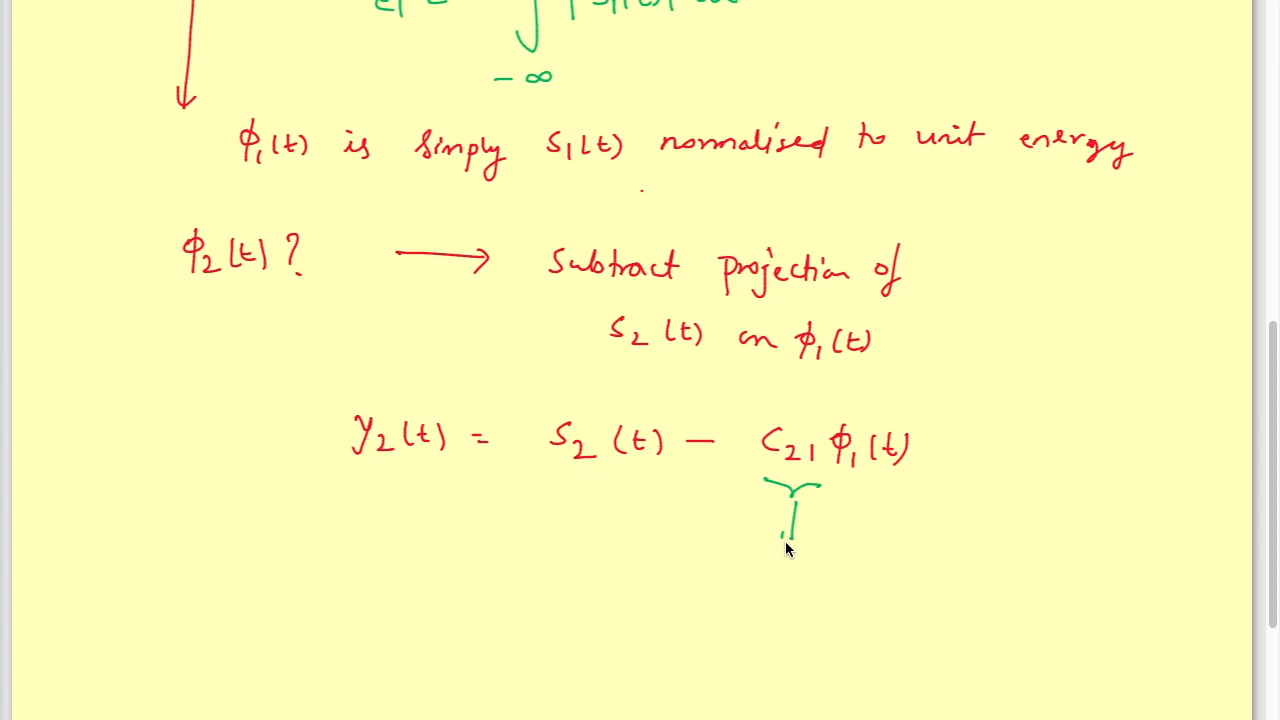 - ∞
ϕ₁(t) is simply s₁(t) normalised to unit energy
ϕ₂(t)? → subtract projection of
s₂(t) on ϕ₁(t)
y₂(t) = s₂(t) - c₂₁ ϕ₁(t)